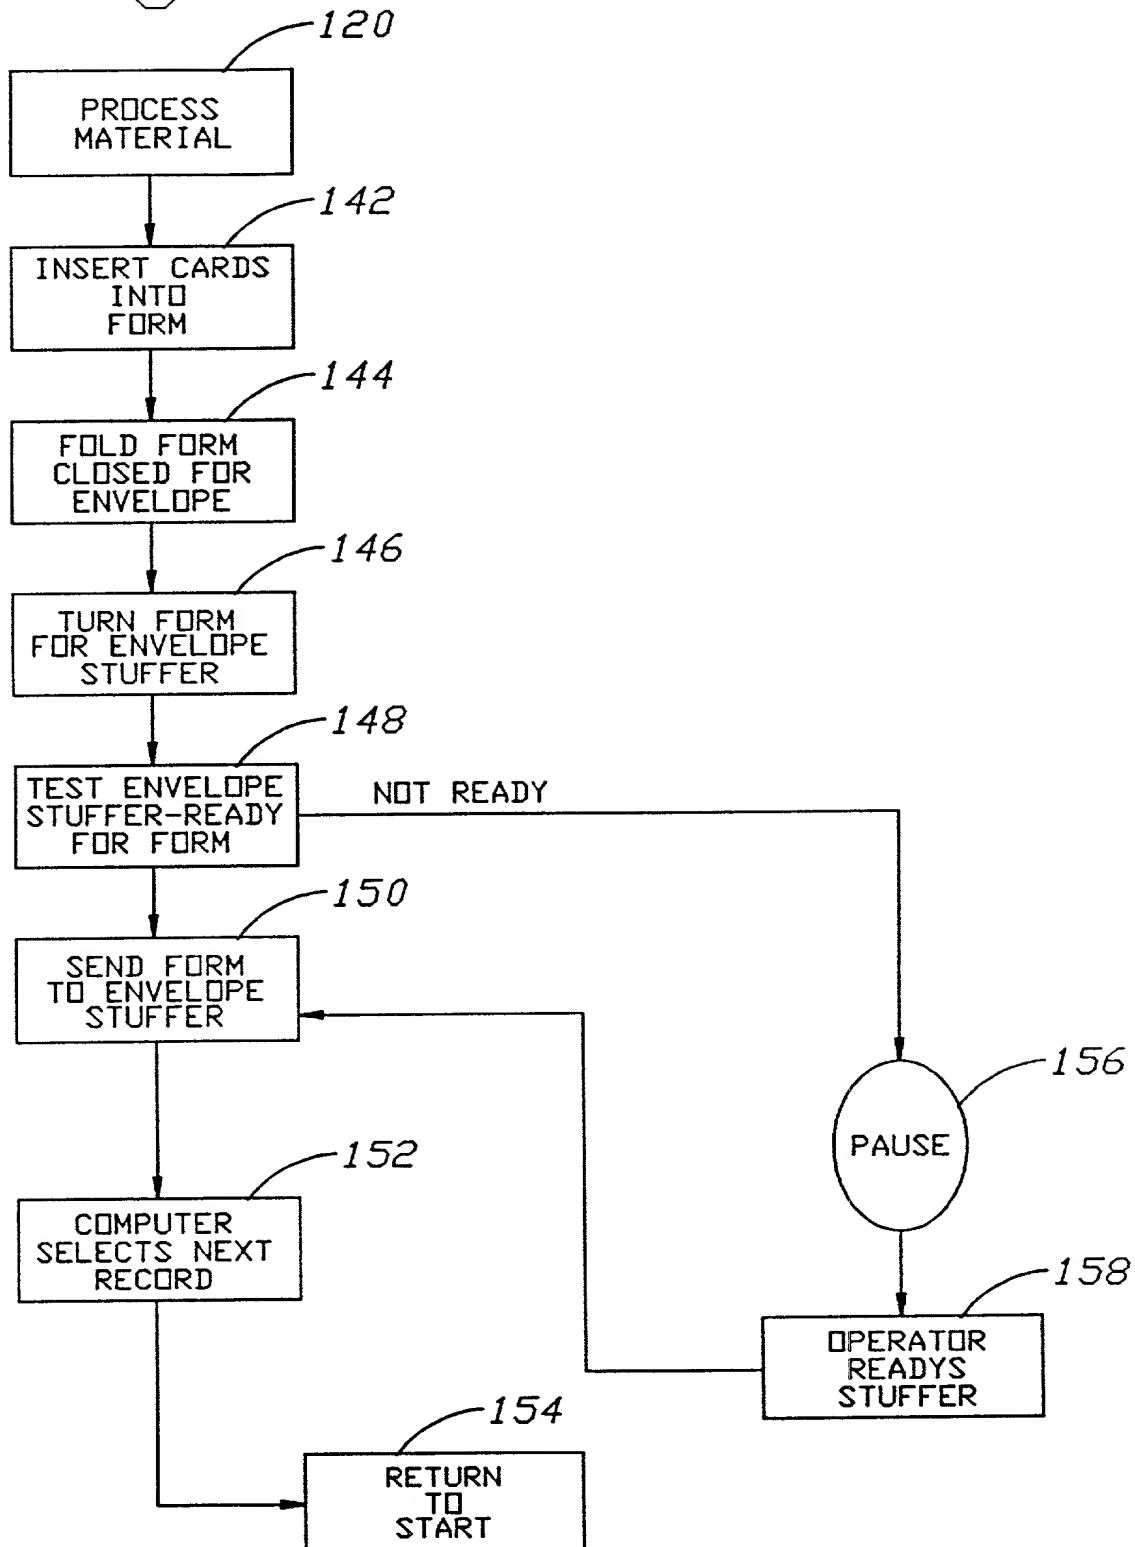 120
PROCESS
MATERIAL
142
INSERT CARDS
INTO
FORM
144
FOLD FORM
CLOSED FOR
ENVELOPE
146
TURN FORM
FOR ENVELOPE
STUFFER
148
TEST ENVELOPE
STUFFER-READY
FOR FORM
NOT READY
150
SEND FORM
TO ENVELOPE
STUFFER
156
PAUSE
152
COMPUTER
SELECTS NEXT
RECORD
158
OPERATOR
READYS
STUFFER
154
RETURN
TO
START